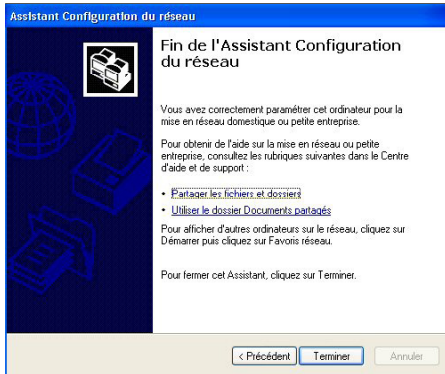 Assistant Configuration du réseau
Fin de l'Assistant Configuration
du réseau
Vous avez correctement paramétrer cet ordinateur pour la
mise en réseau domestique ou petite entreprise.
Pour obtenir de l'aide sur la mise en réseau ou petite
entreprise, consultez les rubriques suivantes dans le Centre
d'aide et de support :
• Partager les fichiers et dossiers
• Utiliser le dossier Documents partagés
Pour afficher d'autres ordinateurs sur le réseau, cliquez sur
Démarrer puis cliquez sur Favoris réseau.
Pour fermer cet Assistant, cliquez sur Terminer.
< Précédent Terminer Annuler